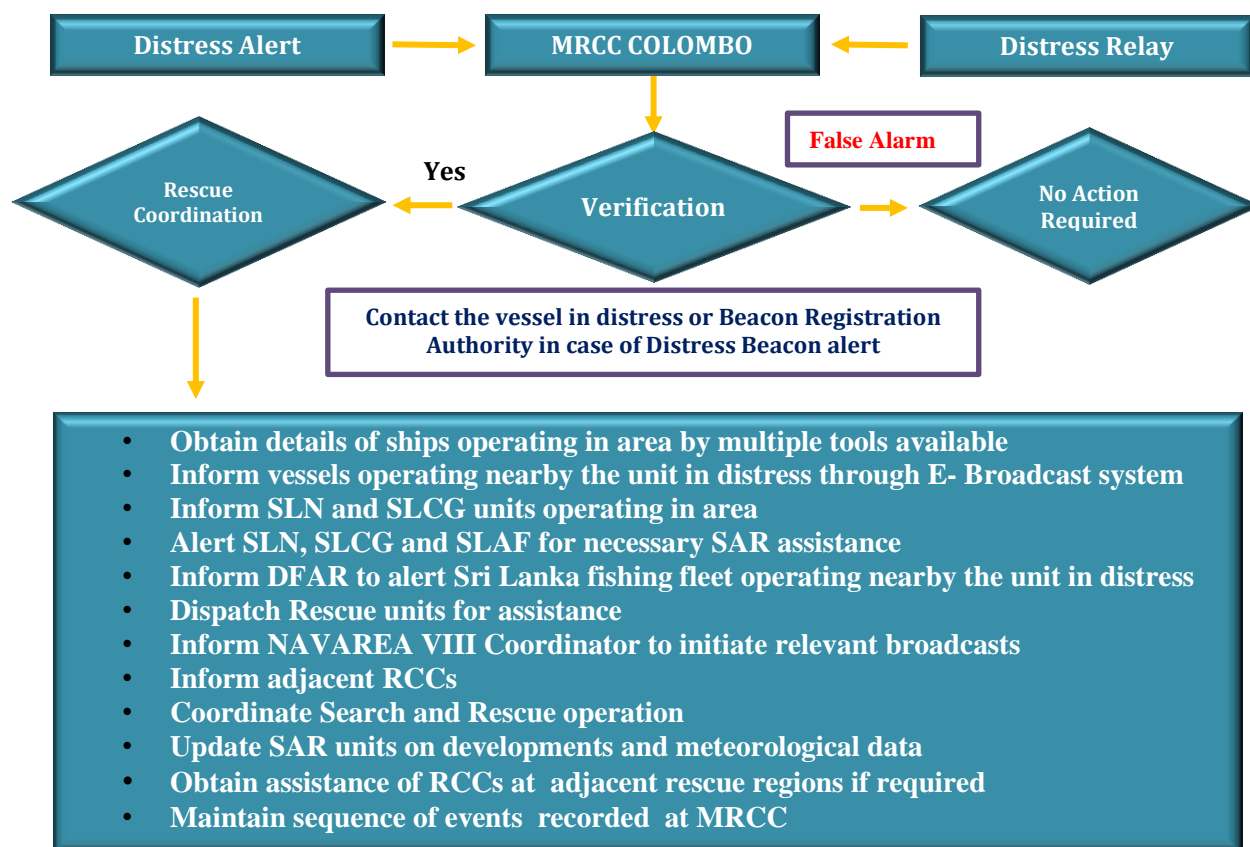 Distress Alert
MRCC COLOMBO
Distress Relay
False Alarm
Yes
Rescue
Coordination
Verification
No Action
Required
Contact the vessel in distress or Beacon Registration
Authority in case of Distress Beacon alert
• Obtain details of ships operating in area by multiple tools available
• Inform vessels operating nearby the unit in distress through E- Broadcast system
• Inform SLN and SLCG units operating in area
• Alert SLN, SLCG and SLAF for necessary SAR assistance
• Inform DFAR to alert Sri Lanka fishing fleet operating nearby the unit in distress
• Dispatch Rescue units for assistance
• Inform NAVAREA VIII Coordinator to initiate relevant broadcasts
• Inform adjacent RCCs
• Coordinate Search and Rescue operation
• Update SAR units on developments and meteorological data
• Obtain assistance of RCCs at adjacent rescue regions if required
• Maintain sequence of events recorded at MRCC